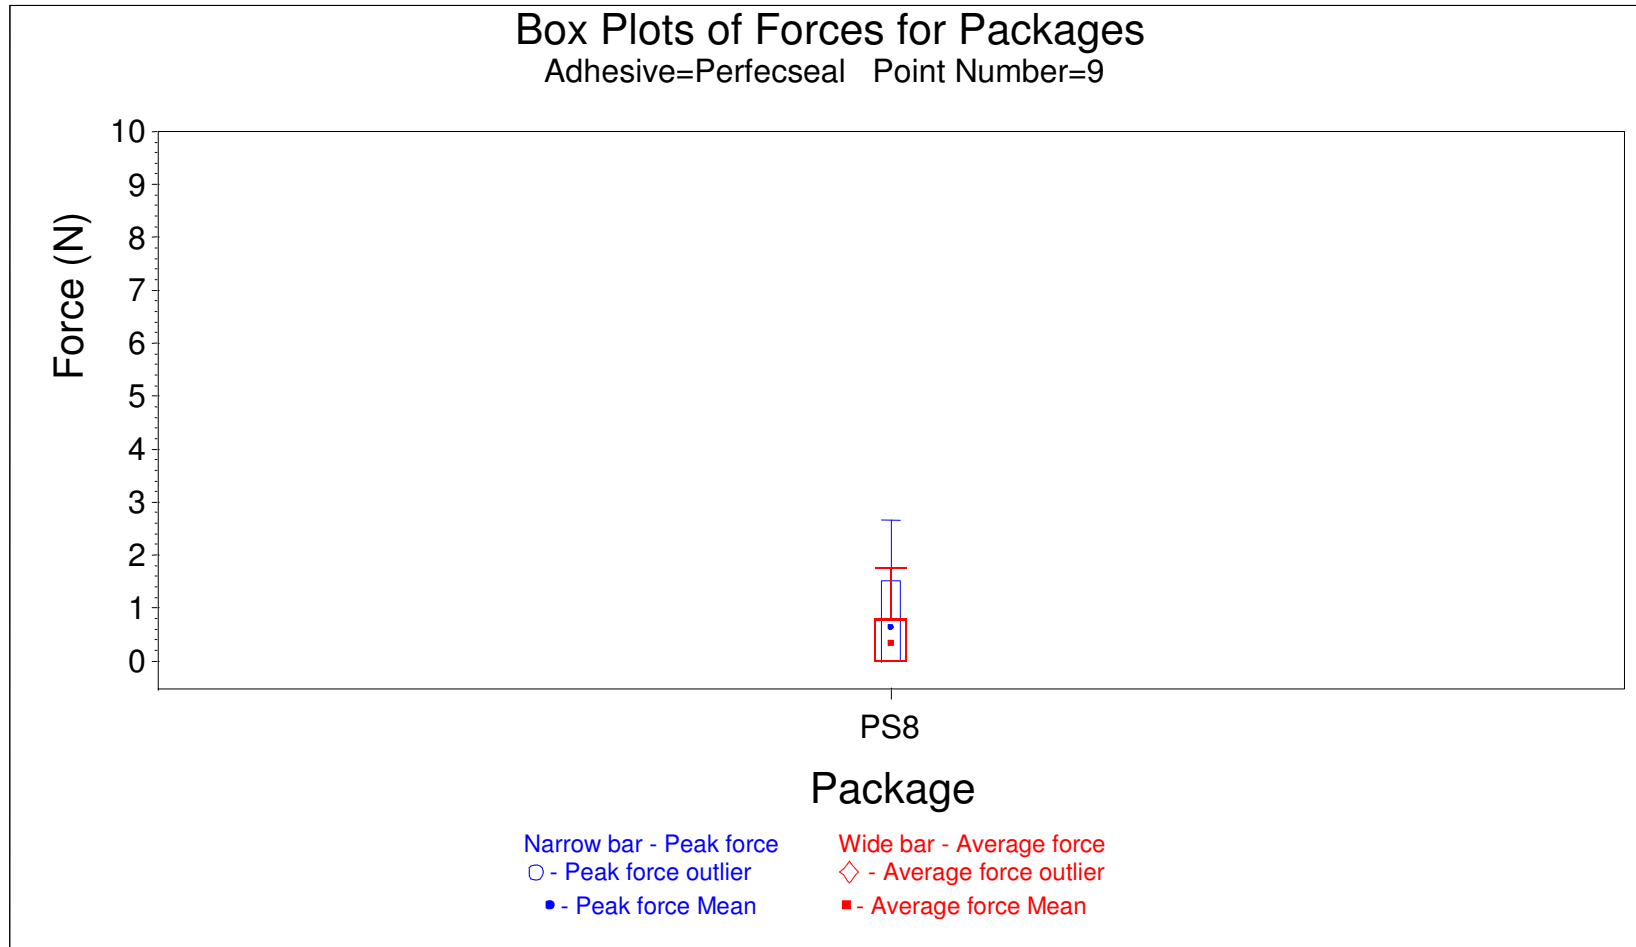 Box Plots of Forces for Packages
Adhesive=Perfecseal Point Number=9
Force (N)
10
9
8
7
6
5
4
3
2
1
0
PS8
Package
Narrow bar - Peak force
Wide bar - Average force
- Peak force outlier
- Average force outlier
- Peak force Mean
- Average force Mean